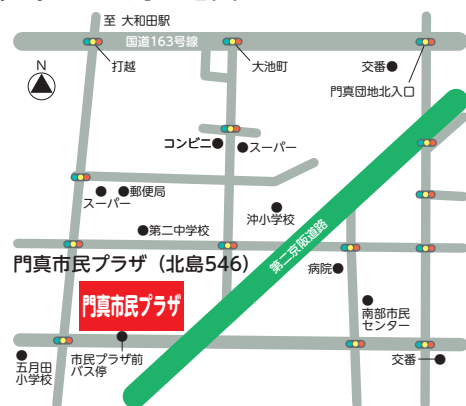 至 大和田駅
国道163号線
N
打越
大池町
交番
門真団地北入口
コンビニ
スーパー
スーパー
郵便局
沖小学校
第二中学校
第二京阪道路
門真市民プラザ（北島546）
病院
門真市民プラザ
南部市民
センター
五月田
小学校
市民プラザ前
バス停
交番